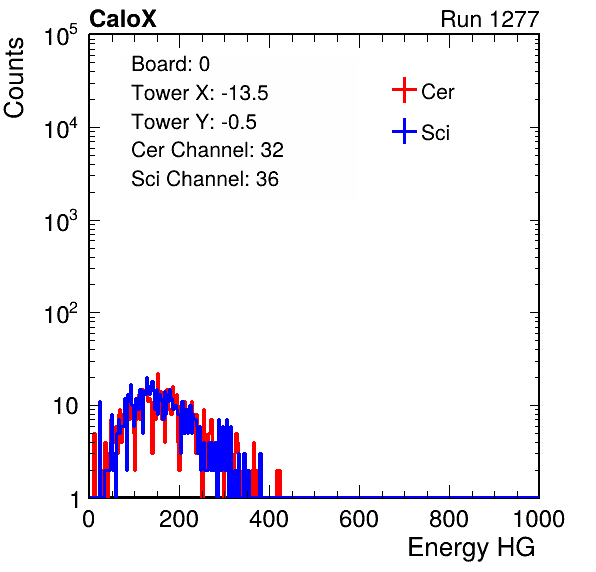 CaloX Run 1277
Counts
10^5
10^4
10^3
10^2
10
1
Board: 0
Tower X: -13.5
Tower Y: -0.5
Cer Channel: 32
Sci Channel: 36
Cer
Sci
0 200 400 600 800 1000
Energy HG